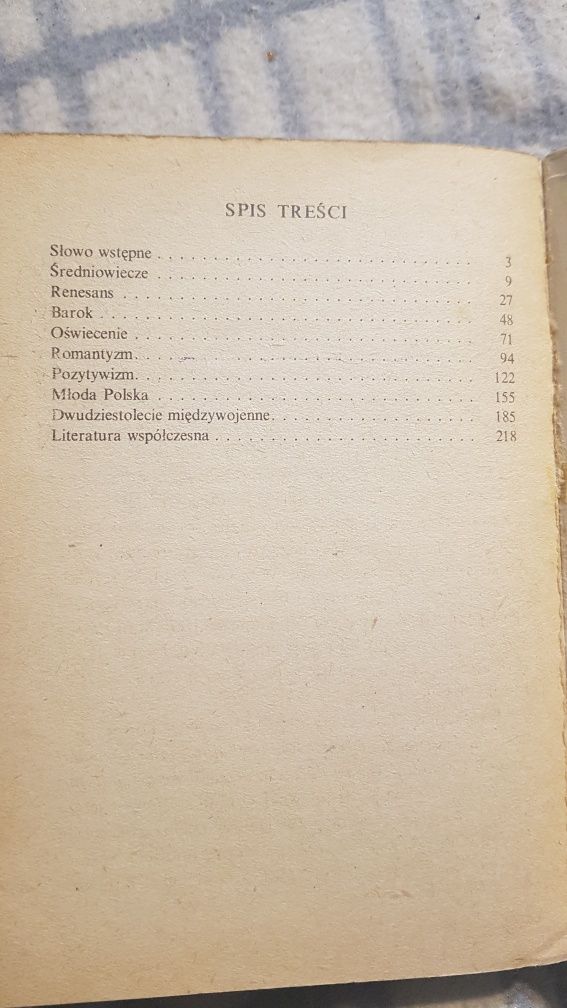 SPIS TREŚCI
Słowo wstępne . . . . . . . . . . . . . . . . . . . . . . . . . . . . 3
Średniowiecze . . . . . . . . . . . . . . . . . . . . . . . . . . . . 9
Renesans . . . . . . . . . . . . . . . . . . . . . . . . . . . . . . . 27
Barok . . . . . . . . . . . . . . . . . . . . . . . . . . . . . . . . . 48
Oświecenie . . . . . . . . . . . . . . . . . . . . . . . . . . . . . . 71
Romantyzm. . . . . . . . . . . . . . . . . . . . . . . . . . . . . . 94
Pozytywizm. . . . . . . . . . . . . . . . . . . . . . . . . . . . . . 122
Młoda Polska . . . . . . . . . . . . . . . . . . . . . . . . . . . . 155
Dwudziestolecie międzywojenne. . . . . . . . . . . . . . . . . . 185
Literatura współczesna . . . . . . . . . . . . . . . . . . . . . . . 218